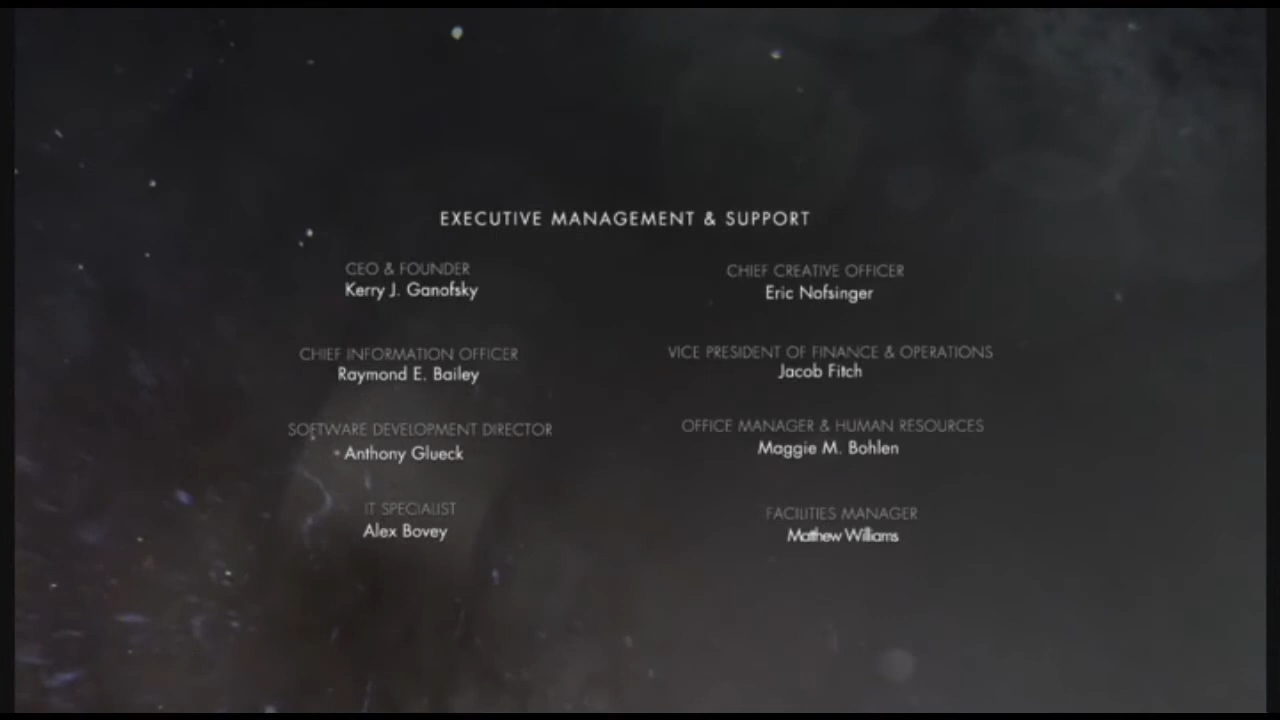 EXECUTIVE MANAGEMENT & SUPPORT
CEO & FOUNDER
Kerry J. Ganofsky
CHIEF CREATIVE OFFICER
Eric Nofsinger
CHIEF INFORMATION OFFICER
Raymond E. Bailey
VICE PRESIDENT OF FINANCE & OPERATIONS
Jacob Fitch
SOFTWARE DEVELOPMENT DIRECTOR
Anthony Glueck
OFFICE MANAGER & HUMAN RESOURCES
Maggie M. Bohlen
IT SPECIALIST
Alex Bovey
FACILITIES MANAGER
Matthew Williams